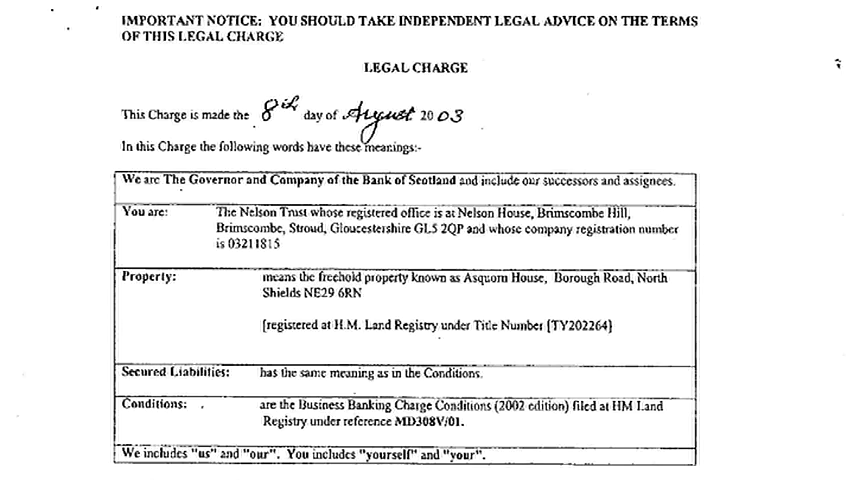 IMPORTANT NOTICE: YOU SHOULD TAKE INDEPENDENT LEGAL ADVICE ON THE TERMS
OF THIS LEGAL CHARGE
LEGAL CHARGE
This Charge is made the 8th day of August 2003
In this Charge the following words have these meanings:-
We are The Governor and Company of the Bank of Scotland and include our successors and assignees.
You are: The Nelson Trust whose registered office is at Nelson House, Brimscombe Hill,
Brimscombe, Stroud, Gloucestershire GL5 2QP and whose company registration number
is 03211815
Property: means the freehold property known as Asquorn House, Borough Road, North
Shields NE29 6RN
[registered at H.M. Land Registry under Title Number [TY202264]
Secured Liabilities: has the same meaning as in the Conditions.
Conditions: are the Business Banking Charge Conditions (2002 edition) filed at HM Land
Registry under reference MD308V/01.
We includes "us" and "our". You includes "yourself" and "your".